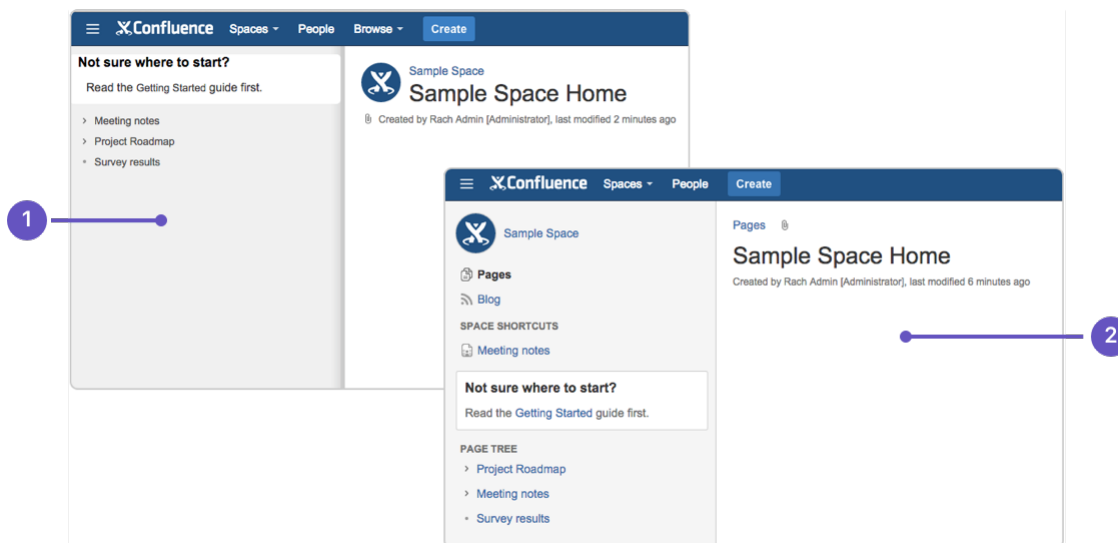 Confluence Spaces People Browse Create
Not sure where to start?
Read the Getting Started guide first.
Meeting notes
Project Roadmap
Survey results
Sample Space
Sample Space Home
Created by Rach Admin [Administrator], last modified 2 minutes ago
1
Confluence Spaces People Create
Sample Space
Pages
Blog
SPACE SHORTCUTS
Meeting notes
Not sure where to start?
Read the Getting Started guide first.
PAGE TREE
Project Roadmap
Meeting notes
Survey results
Pages
Sample Space Home
Created by Rach Admin [Administrator], last modified 6 minutes ago
2